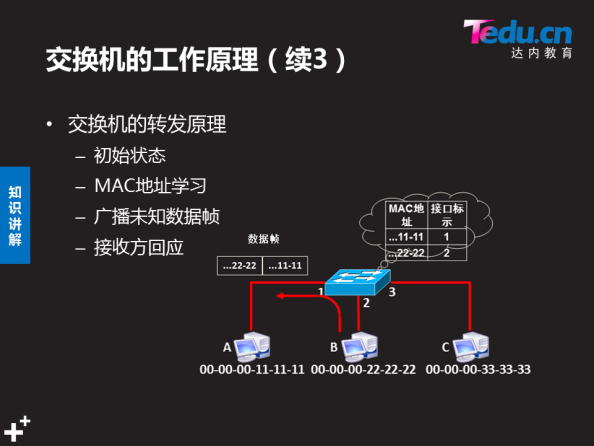 Tedu.cn
达内教育
交换机的工作原理（续3）
• 交换机的转发原理
– 初始状态
– MAC地址学习
– 广播未知数据帧
– 接收方回应
知识讲解
MAC地址 接口标示
...11-11 1
...22-22 2
数据帧
...22-22 ...11-11
1
2
3
A
B
C
00-00-00-11-11-11
00-00-00-22-22-22
00-00-00-33-33-33